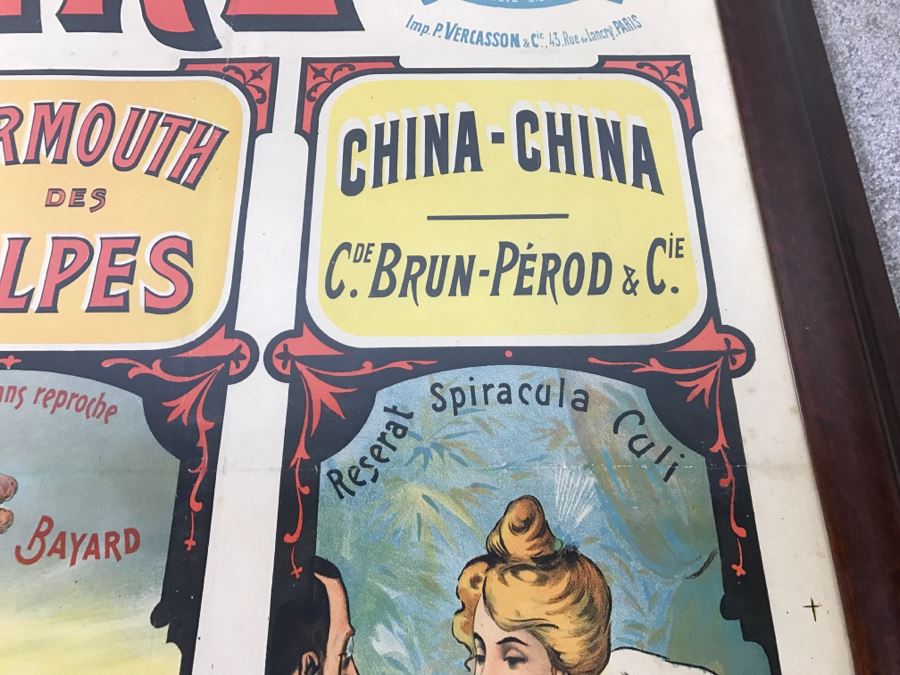 Imp. P. VERCASSON & Cie, 43, Rue de Lancry, PARIS
RMOUTH
DES
LPES
CHINA-CHINA
CDE. BRUN-PÉROD & CIE.
ans reproche
BAYARD
Reserat Spiracula Culi